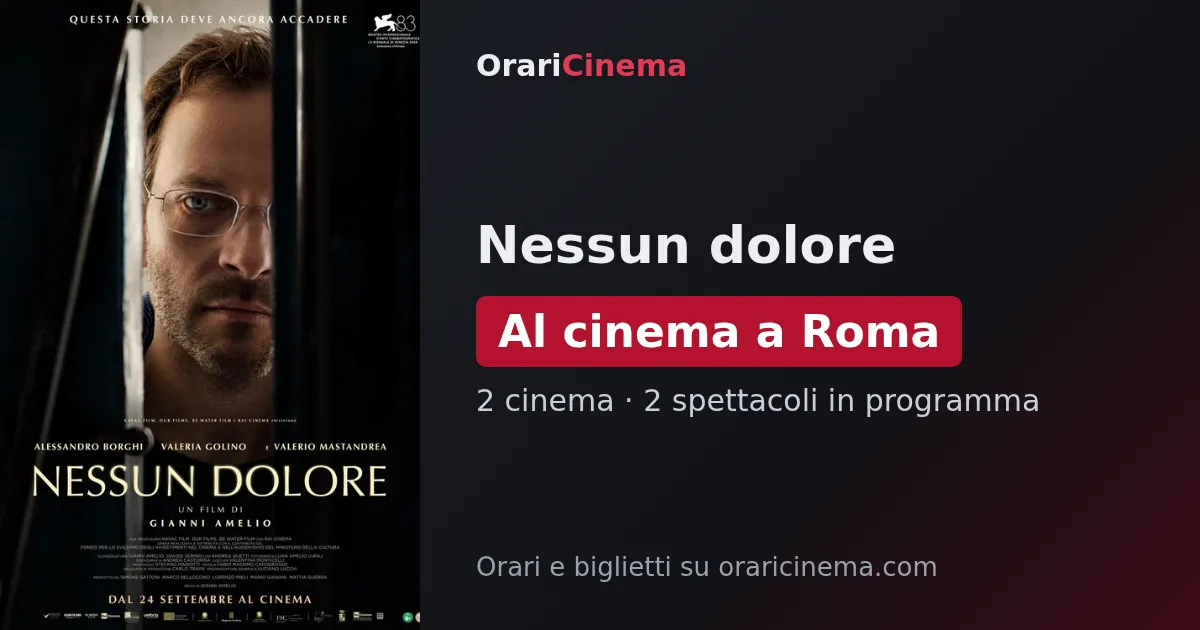 QUESTA STORIA DEVE ANCORA ACCADERE
83
OrariCinema
Nessun dolore
Al cinema a Roma
2 cinema · 2 spettacoli in programma
ALESSANDRO BORGHI VALERIA GOLINO E VALERIO MASTANDREA
NESSUN DOLORE
UN FILM DI
GIANNI AMELIO
DAL 24 SETTEMBRE AL CINEMA
Orari e biglietti su oraricinema.com